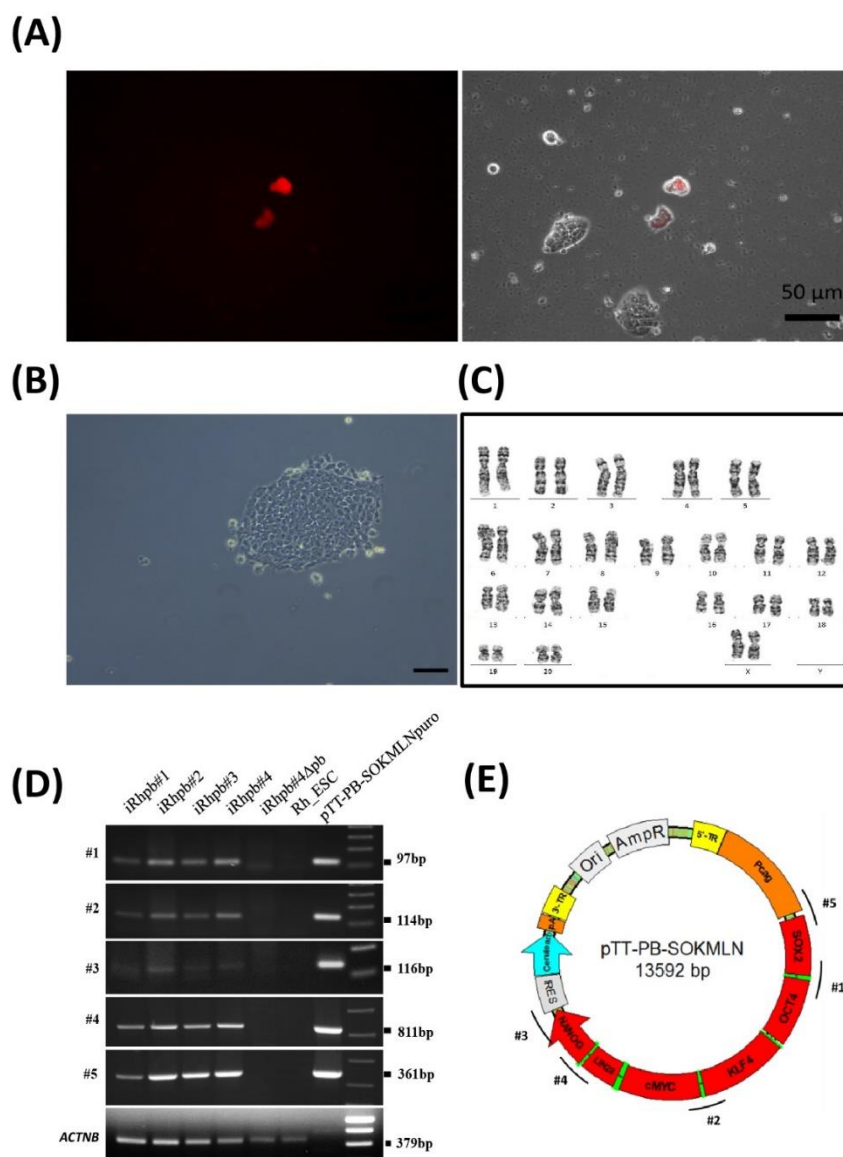 (A)
50 μm
(B)
(C)
1 2 3 4 5
6 7 8 9 10 11 12
13 14 15 16 17 18
19 20 X Y
(D)
iRhpb#1
iRhpb#2
iRhpb#3
iRhpb#4
iRhpb#4Δpb
Rh_ESC
pTT-PB-SOKMLNpuro
#1 97bp
#2 114bp
#3 116bp
#4 811bp
#5 361bp
ACTNB 379bp
(E)
AmpR
5'-TR
Pcag
#5
SOX2
#1
OCT4
KLF4
#2
cMYC
LIN28
#4
NANOG
#3
IRES
Cerulean
pA
3'-TR
Ori
pTT-PB-SOKMLN
13592 bp